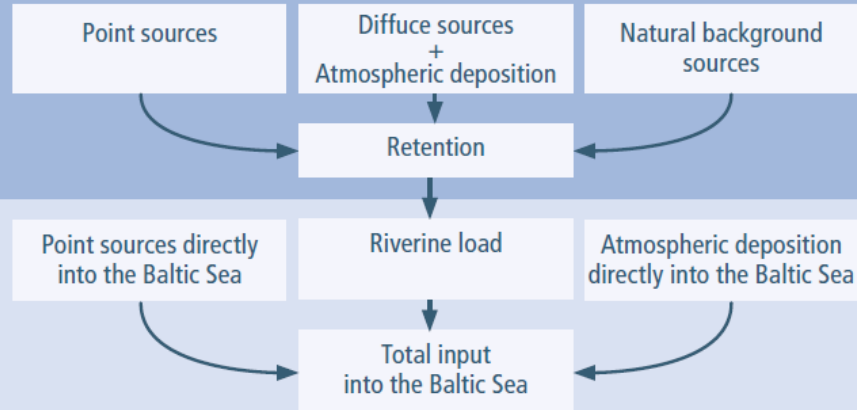 Point sources
Diffuce sources
+
Atmospheric deposition
Natural background
sources
Retention
Point sources directly
into the Baltic Sea
Riverine load
Atmospheric deposition
directly into the Baltic Sea
Total input
into the Baltic Sea